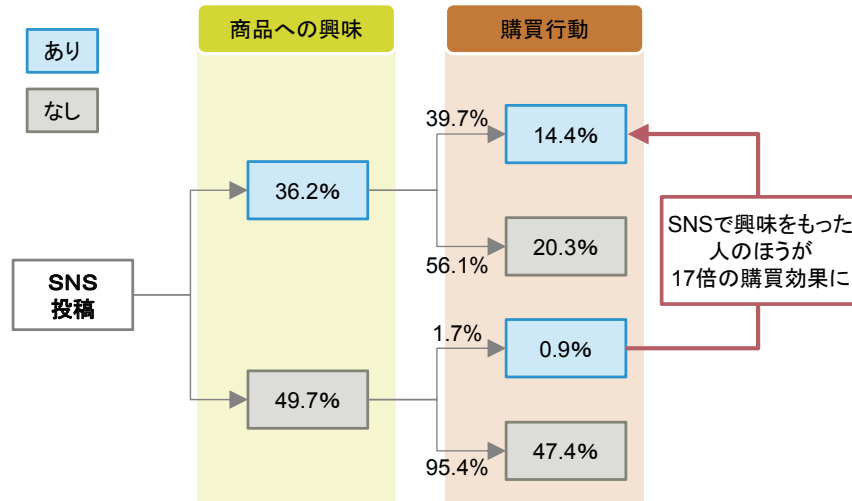 商品への興味
購買行動
あり
なし
39.7%
14.4%
36.2%
56.1%
20.3%
SNS
投稿
SNSで興味をもった
人のほうが
17倍の購買効果に
1.7%
0.9%
49.7%
95.4%
47.4%